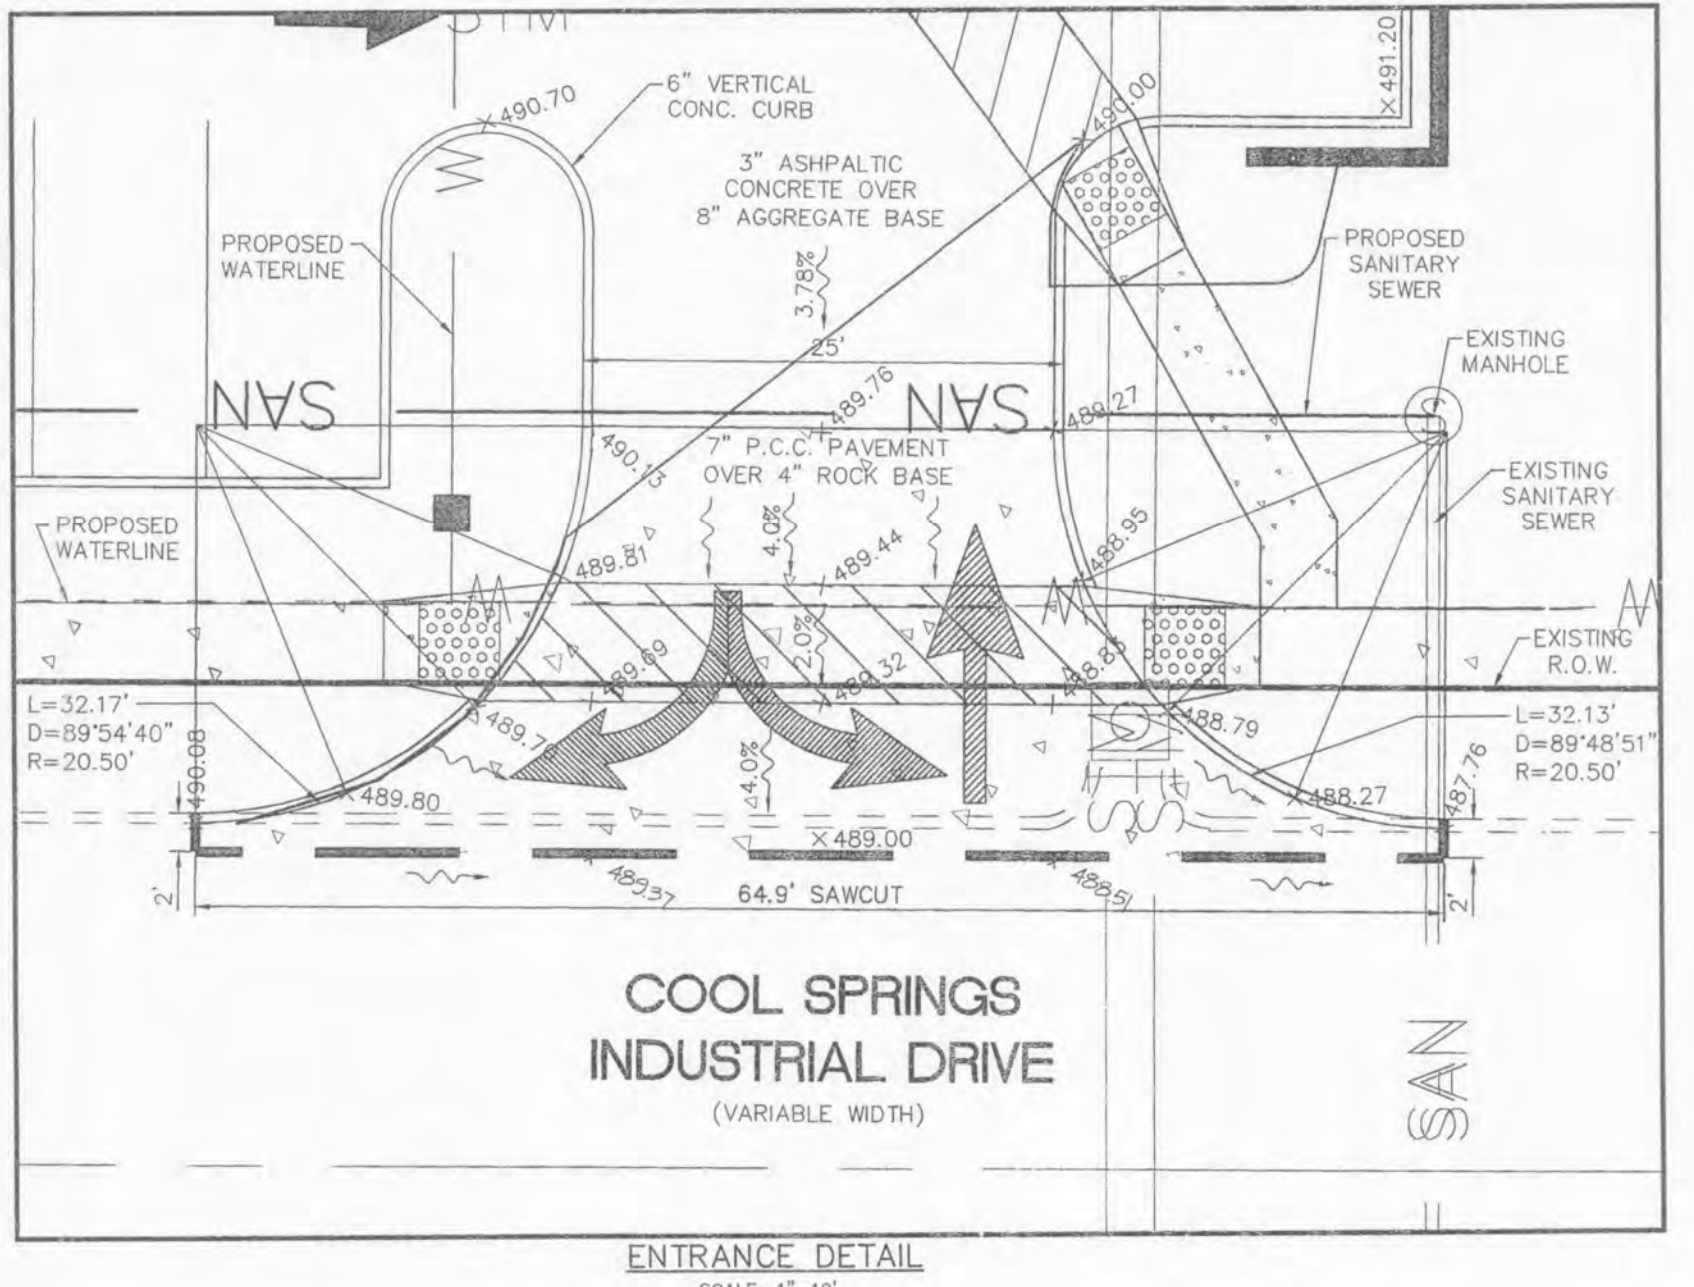 STM
490.70
6" VERTICAL
CONC. CURB
490.00
491.20
W
3" ASHPALTIC
CONCRETE OVER
8" AGGREGATE BASE
PROPOSED
WATERLINE
3.78%
PROPOSED
SANITARY
SEWER
25'
EXISTING
MANHOLE
SAN
489.76
SAN
489.27
490.13
7" P.C.C. PAVEMENT
OVER 4" ROCK BASE
EXISTING
SANITARY
SEWER
PROPOSED
WATERLINE
4.0%
489.81
489.44
488.95
W
W
W
2.0%
489.69
489.32
488.83
EXISTING
R.O.W.
L=32.17'
D=89°54'40"
R=20.50'
490.08
489.76
488.79
L=32.13'
D=89°48'51"
R=20.50'
4.0%
489.80
488.27
487.76
489.00
489.37
488.51
2'
64.9' SAWCUT
2'
COOL SPRINGS
INDUSTRIAL DRIVE
(VARIABLE WIDTH)
SAN
ENTRANCE DETAIL